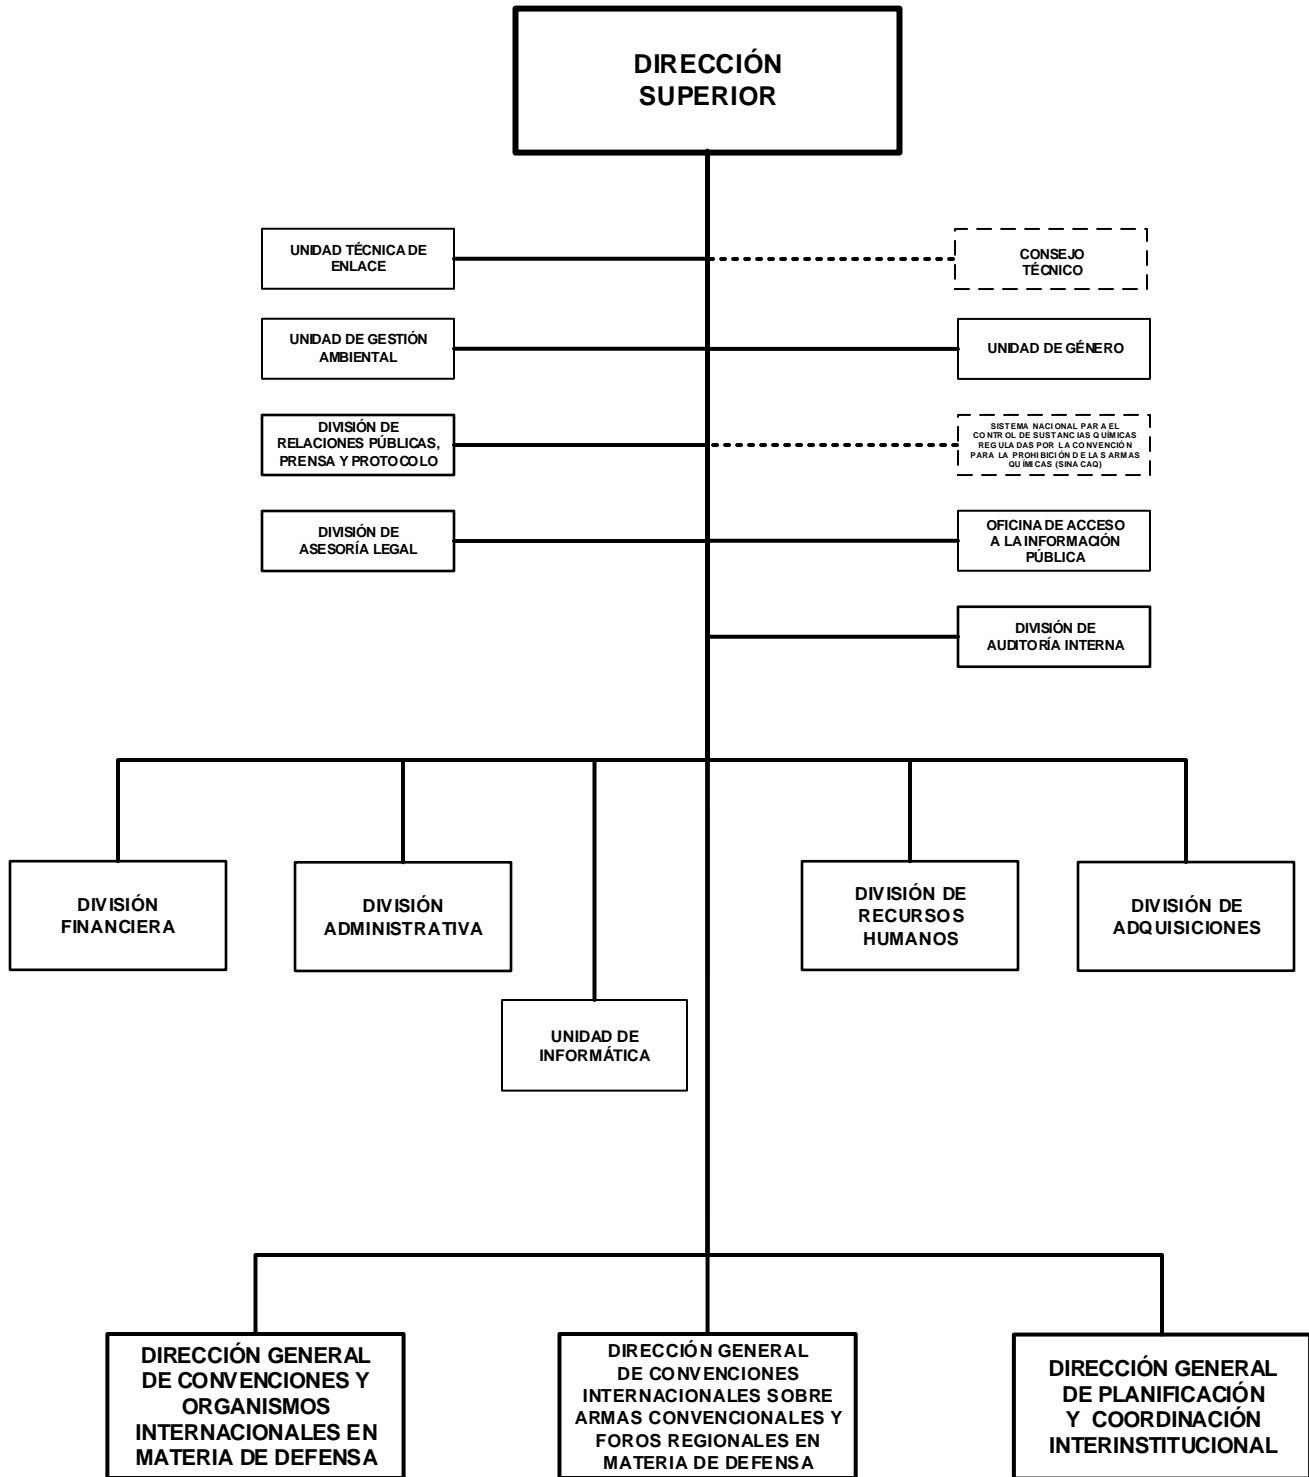 DIRECCIÓN
SUPERIOR
UNIDAD TÉCNICA DE
ENLACE
CONSEJO
TÉCNICO
UNIDAD DE GESTIÓN
AMBIENTAL
UNIDAD DE GÉNERO
DIVISIÓN DE
RELACIONES PÚBLICAS,
PRENSA Y PROTOCOLO
SISTEMA NACIONAL PARA EL
CONTROL DE SUSTANCIAS QUÍMICAS
REGULADAS POR LA CONVENCIÓN
PARA LA PROHIBICIÓN DE LAS ARMAS
QUÍMICAS (SINACAQ)
DIVISIÓN DE
ASESORÍA LEGAL
OFICINA DE ACCESO
A LA INFORMACIÓN
PÚBLICA
DIVISIÓN DE
AUDITORÍA INTERNA
DIVISIÓN
FINANCIERA
DIVISIÓN
ADMINISTRATIVA
DIVISIÓN DE
RECURSOS
HUMANOS
DIVISIÓN DE
ADQUISICIONES
UNIDAD DE
INFORMÁTICA
DIRECCIÓN GENERAL
DE CONVENCIONES Y
ORGANISMOS
INTERNACIONALES EN
MATERIA DE DEFENSA
DIRECCIÓN GENERAL
DE CONVENCIONES
INTERNACIONALES SOBRE
ARMAS CONVENCIONALES Y
FOROS REGIONALES EN
MATERIA DE DEFENSA
DIRECCIÓN GENERAL
DE PLANIFICACIÓN
Y COORDINACIÓN
INTERINSTITUCIONAL